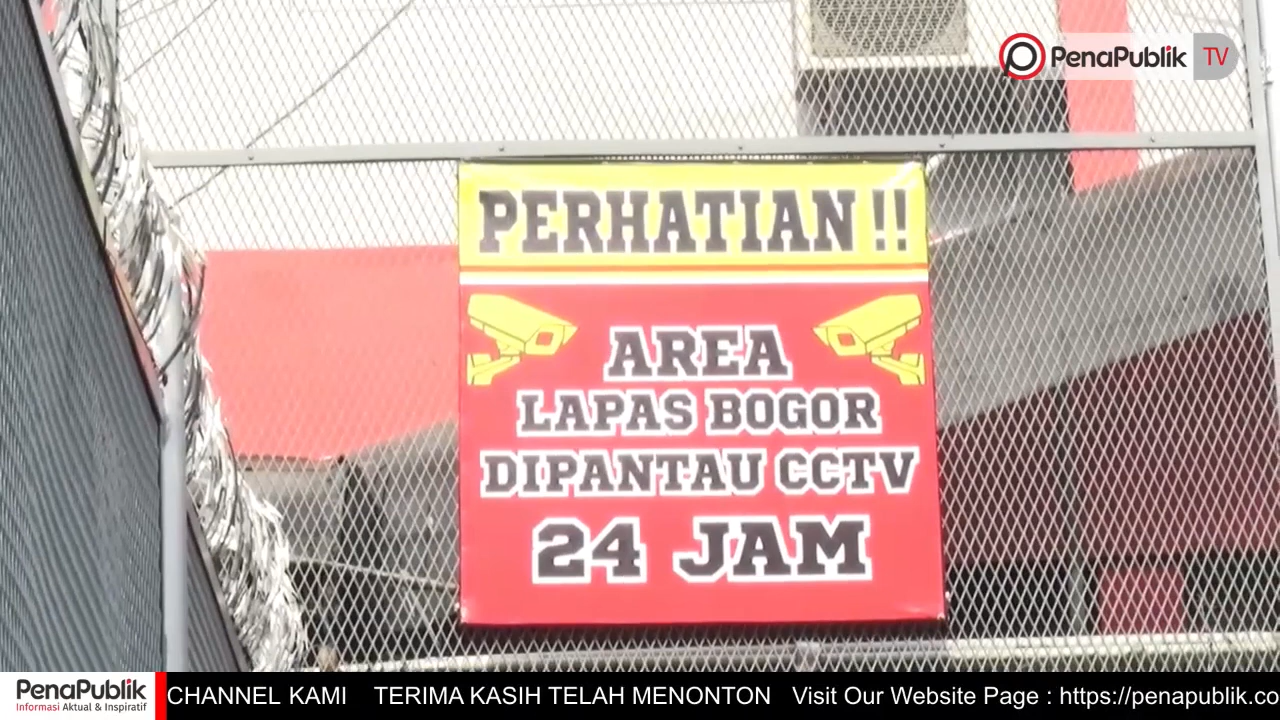 PenaPublik TV
PERHATIAN !!
AREA
LAPAS BOGOR
DIPANTAU CCTV
24 JAM
PenaPublik
Informasi Aktual & Inspiratif
CHANNEL KAMI TERIMA KASIH TELAH MENONTON Visit Our Website Page : https://penapublik.co